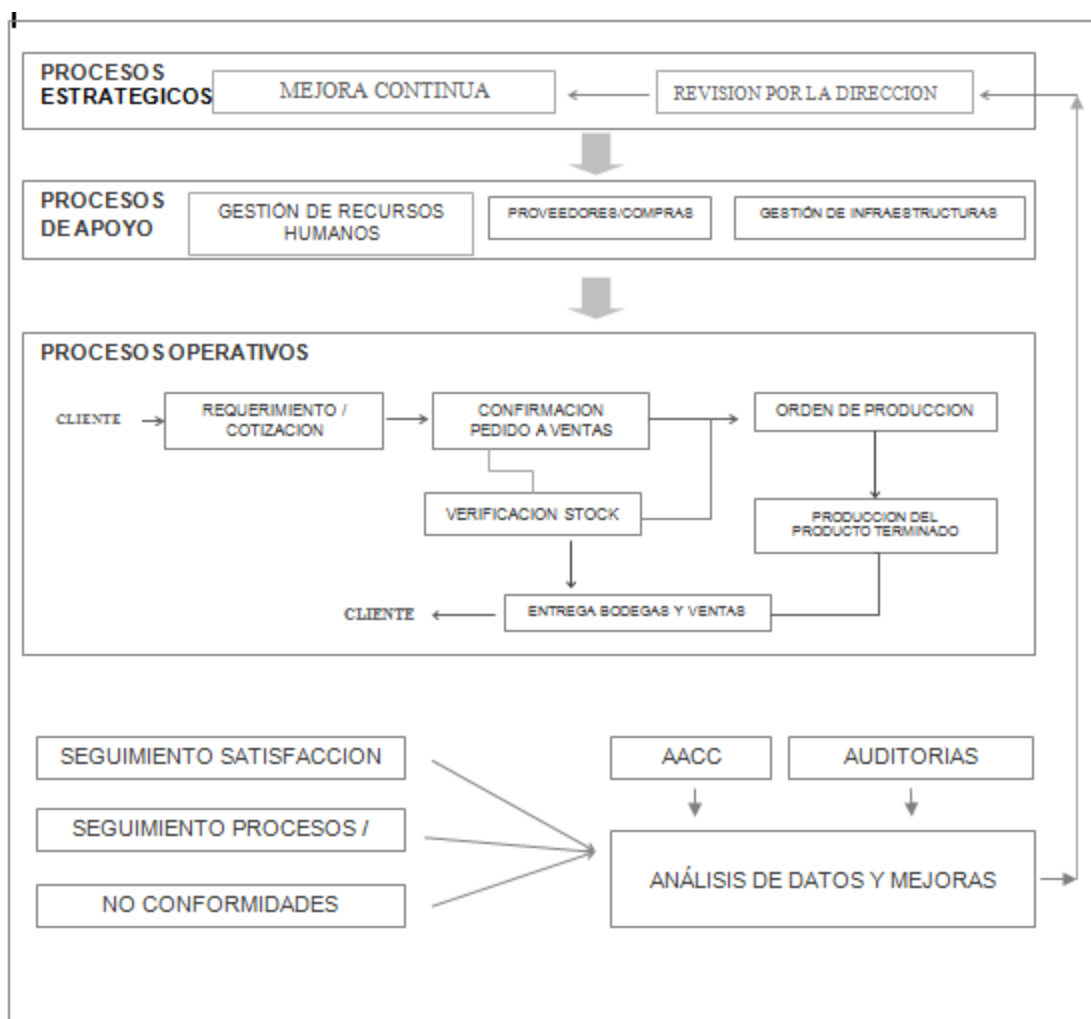 PROCESOS
ESTRATEGICOS
MEJORA CONTINUA
REVISION POR LA DIRECCION
PROCESOS
DE APOYO
GESTIÓN DE RECURSOS
HUMANOS
PROVEEDORES/COMPRAS
GESTIÓN DE INFRAESTRUCTURAS
PROCESOS OPERATIVOS
CLIENTE
REQUERIMIENTO /
COTIZACION
CONFIRMACION
PEDIDO A VENTAS
ORDEN DE PRODUCCION
VERIFICACION STOCK
PRODUCCION DEL
PRODUCTO TERMINADO
CLIENTE
ENTREGA BODEGAS Y VENTAS
SEGUIMIENTO SATISFACCION
AACC
AUDITORIAS
SEGUIMIENTO PROCESOS /
ANÁLISIS DE DATOS Y MEJORAS
NO CONFORMIDADES